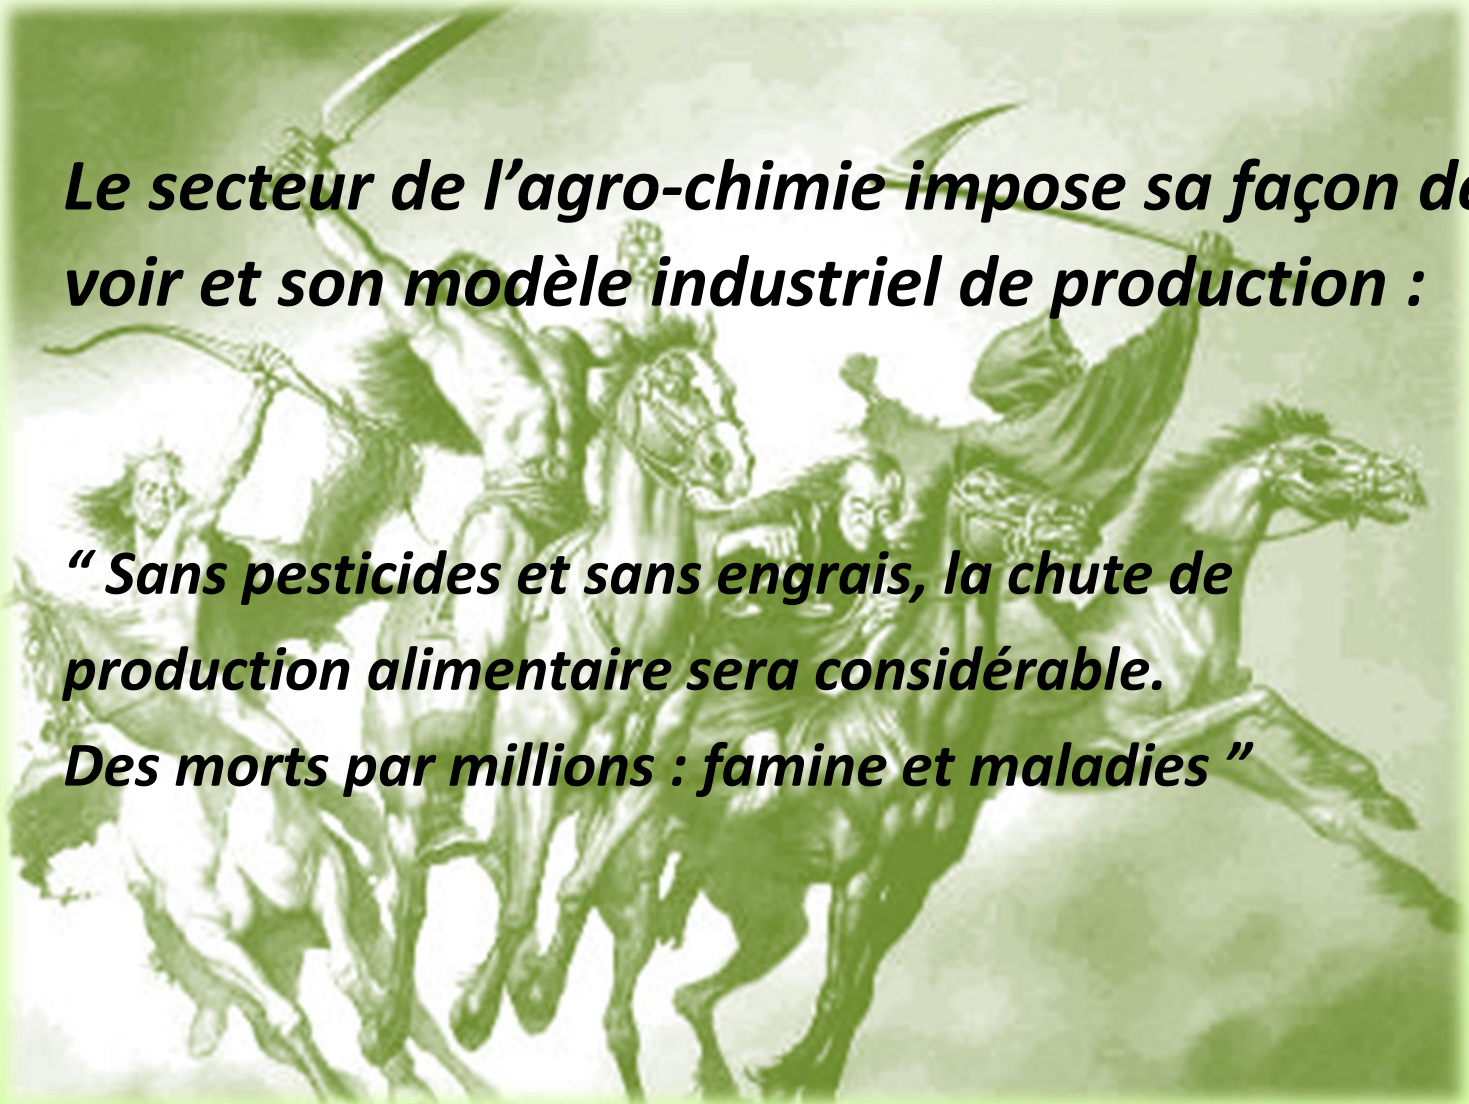 Le secteur de l’agro-chimie impose sa façon de
voir et son modèle industriel de production :
“ Sans pesticides et sans engrais, la chute de
production alimentaire sera considérable.
Des morts par millions : famine et maladies ”